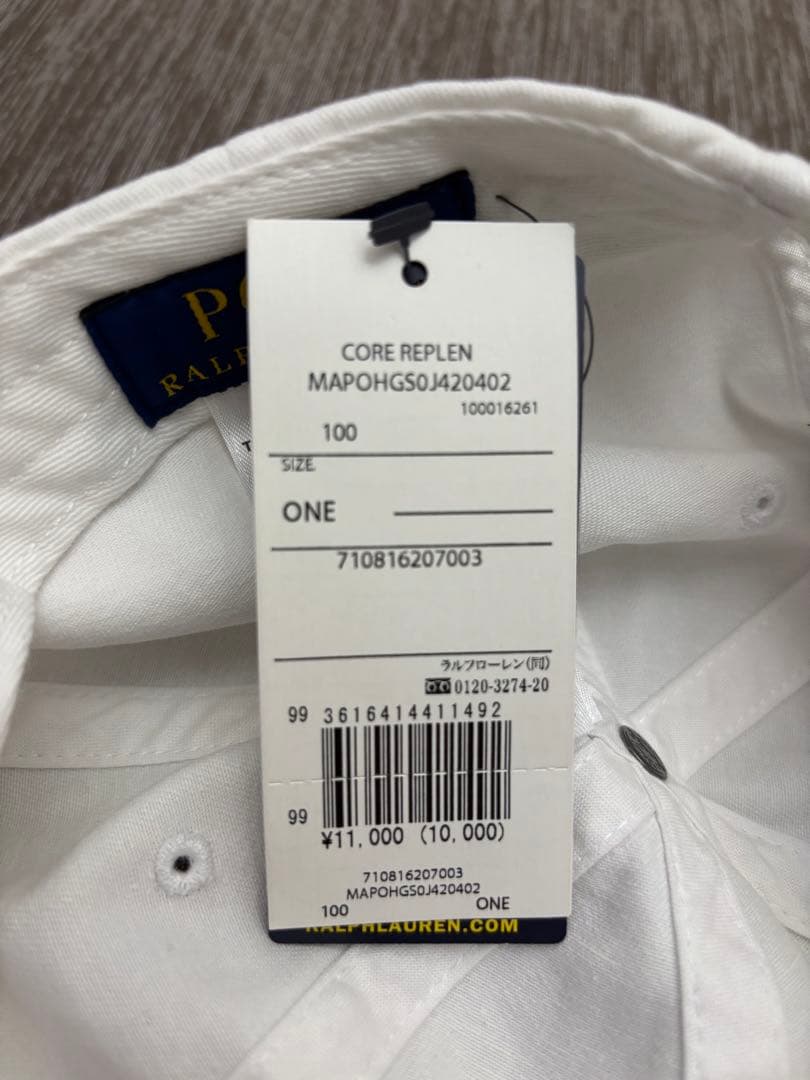 CORE REPLEN
MAPOHGS0J420402
100016261
100
SIZE
ONE
710816207003
ラルフローレン(同)
0120-3274-20
99 3616414411492
99
¥11,000 (10,000)
710816207003
MAPOHGS0J420402
100 ONE
RALPHLAUREN.COM